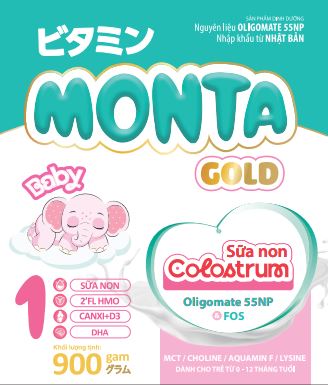 SẢN PHẨM DINH DƯỠNG
Nguyên liệu OLIGOMATE 55NP
Nhập khẩu từ NHẬT BẢN
ビタミン
MONTA
GOLD
Baby
1
SỮA NON
2'FL HMO
CANXI+D3
DHA
Khối lượng tịnh:
900 gam
グラム
Sữa non
Colostrum
Oligomate 55NP
& FOS
MCT / CHOLINE / AQUAMIN F / LYSINE
DÀNH CHO TRẺ TỪ 0 - 12 THÁNG TUỔI